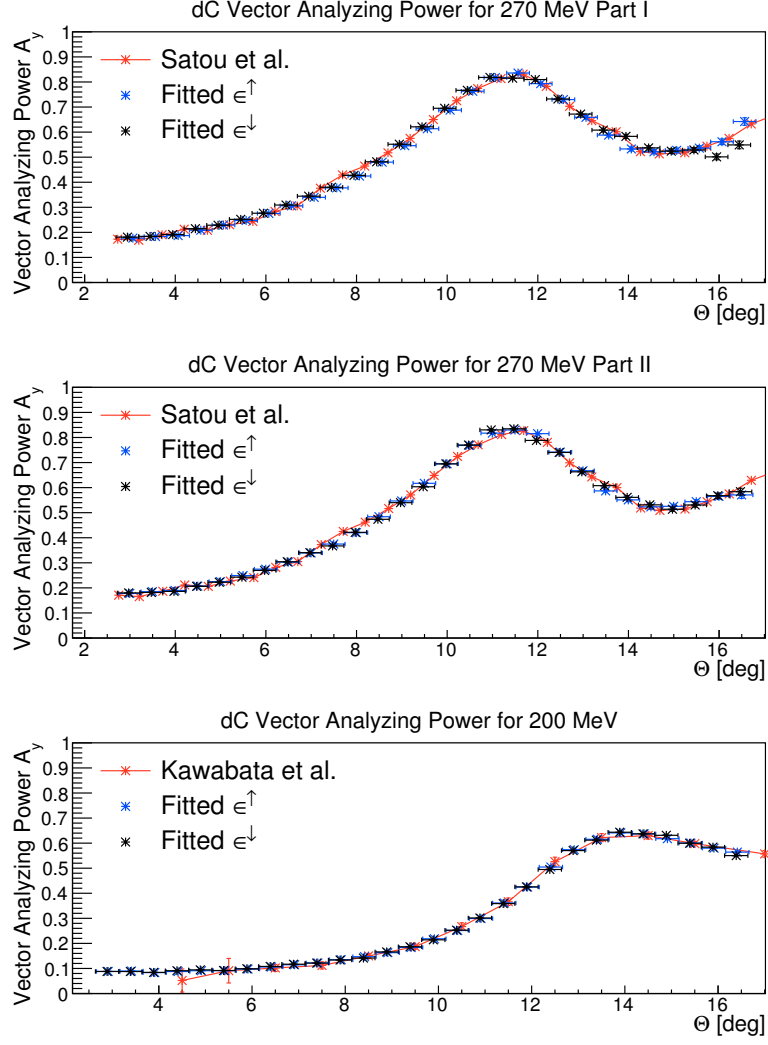 dC Vector Analyzing Power for 270 MeV Part I
Vector Analyzing Power A_y
1
0.9
0.8
0.7
0.6
0.5
0.4
0.3
0.2
0.1
0
Satou et al.
Fitted ϵ↑
Fitted ϵ↓
2 4 6 8 10 12 14 16
Θ [deg]
dC Vector Analyzing Power for 270 MeV Part II
Vector Analyzing Power A_y
1
0.9
0.8
0.7
0.6
0.5
0.4
0.3
0.2
0.1
0
Satou et al.
Fitted ϵ↑
Fitted ϵ↓
2 4 6 8 10 12 14 16
Θ [deg]
dC Vector Analyzing Power for 200 MeV
Vector Analyzing Power A_y
1
0.9
0.8
0.7
0.6
0.5
0.4
0.3
0.2
0.1
0
Kawabata et al.
Fitted ϵ↑
Fitted ϵ↓
4 6 8 10 12 14 16
Θ [deg]